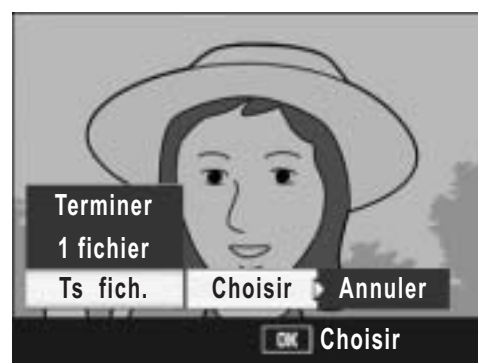 Terminer
1 fichier
Ts fich. Choisir Annuler
OK Choisir